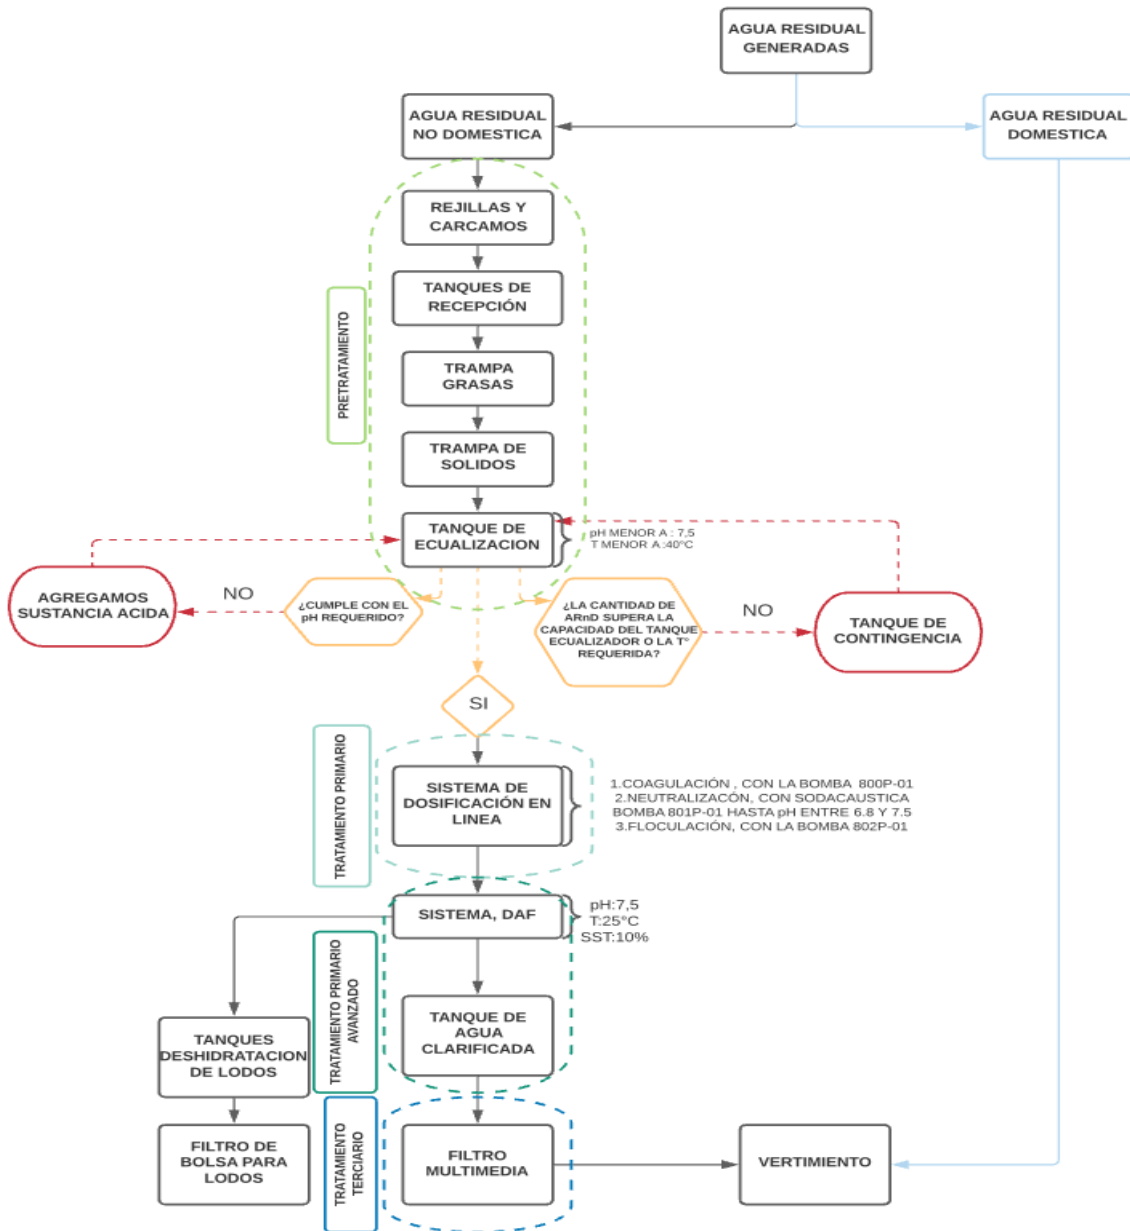 AGUA RESIDUAL
GENERADAS
AGUA RESIDUAL
NO DOMESTICA
AGUA RESIDUAL
DOMESTICA
REJILLAS Y
CARCAMOS
TANQUES DE
RECEPCIÓN
PRETRATAMIENTO
TRAMPA
GRASAS
TRAMPA DE
SOLIDOS
TANQUE DE
ECUALIZACION
pH MENOR A : 7,5
T MENOR A :40°C
AGREGAMOS
SUSTANCIA ACIDA
NO
¿CUMPLE CON EL
pH REQUERIDO?
¿LA CANTIDAD DE
ARnD SUPERA LA
CAPACIDAD DEL TANQUE
ECUALIZADOR O LA T°
REQUERIDA?
NO
TANQUE DE
CONTINGENCIA
SI
TRATAMIENTO PRIMARIO
SISTEMA DE
DOSIFICACIÓN EN
LINEA
1.COAGULACIÓN , CON LA BOMBA 800P-01
2.NEUTRALIZACÓN, CON SODACAUSTICA
BOMBA 801P-01 HASTA pH ENTRE 6.8 Y 7.5
3.FLOCULACIÓN, CON LA BOMBA 802P-01
SISTEMA, DAF
pH:7,5
T:25°C
SST:10%
TRATAMIENTO PRIMARIO
AVANZADO
TANQUES
DESHIDRATACION
DE LODOS
TANQUE DE
AGUA
CLARIFICADA
FILTRO DE
BOLSA PARA
LODOS
TRATAMIENTO
TERCIARIO
FILTRO
MULTIMEDIA
VERTIMIENTO